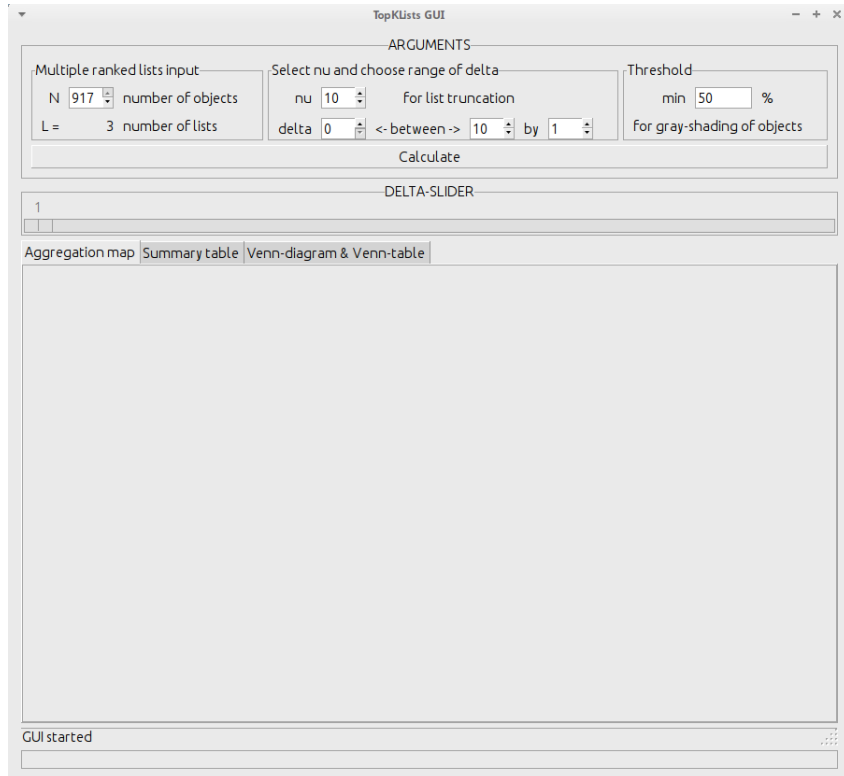 TopKLists GUI
ARGUMENTS
Multiple ranked lists input
N 917 number of objects
L = 3 number of lists
Select nu and choose range of delta
nu 10 for list truncation
delta 0 <- between -> 10 by 1
Threshold
min 50 %
for gray-shading of objects
Calculate
DELTA-SLIDER
1
Aggregation map Summary table Venn-diagram & Venn-table
GUI started